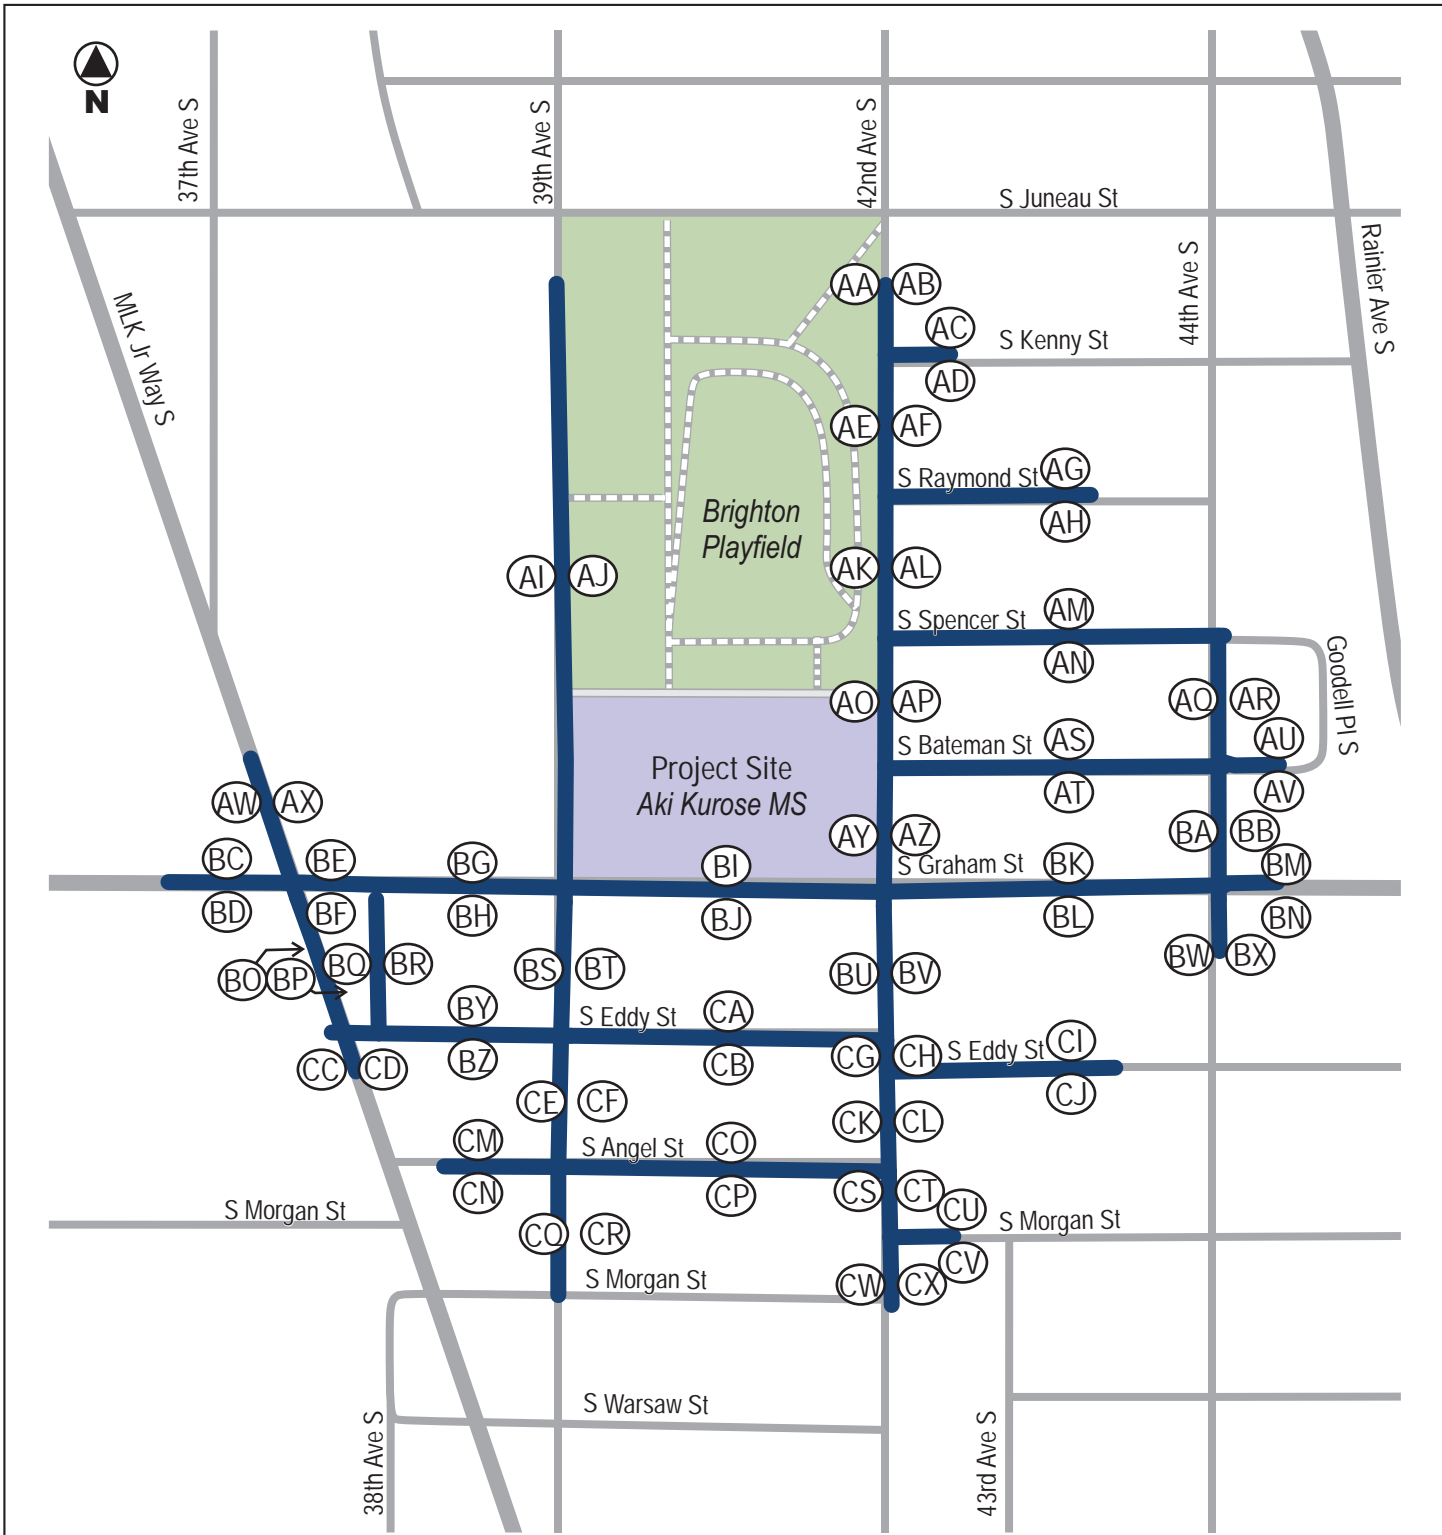 N
37th Ave S
39th Ave S
42nd Ave S
S Juneau St
44th Ave S
Rainier Ave S
MLK Jr Way S
AA AB
AC
S Kenny St
AD
AE AF
S Raymond St AG
AH
Brighton
Playfield
AI AJ
AK AL
AM
S Spencer St
AN
Goodell Pl S
AO AP
AQ AR
S Bateman St AS
AU
Project Site
Aki Kurose MS
AT
AV
AW AX
AY AZ
BA BB
BC BE BG BI
S Graham St BK BM
BD BF BH BJ BL BN
BO BP BQ BR
BS BT
BU BV
BW BX
BY
S Eddy St CA
BZ CB
CC CD
CG CH S Eddy St CI
CJ
CE CF
CK CL
CM S Angel St CO
CN CP
CS CT CU
S Morgan St
S Morgan St
CQ CR
CV
S Morgan St
CW CX
S Warsaw St
38th Ave S
43rd Ave S